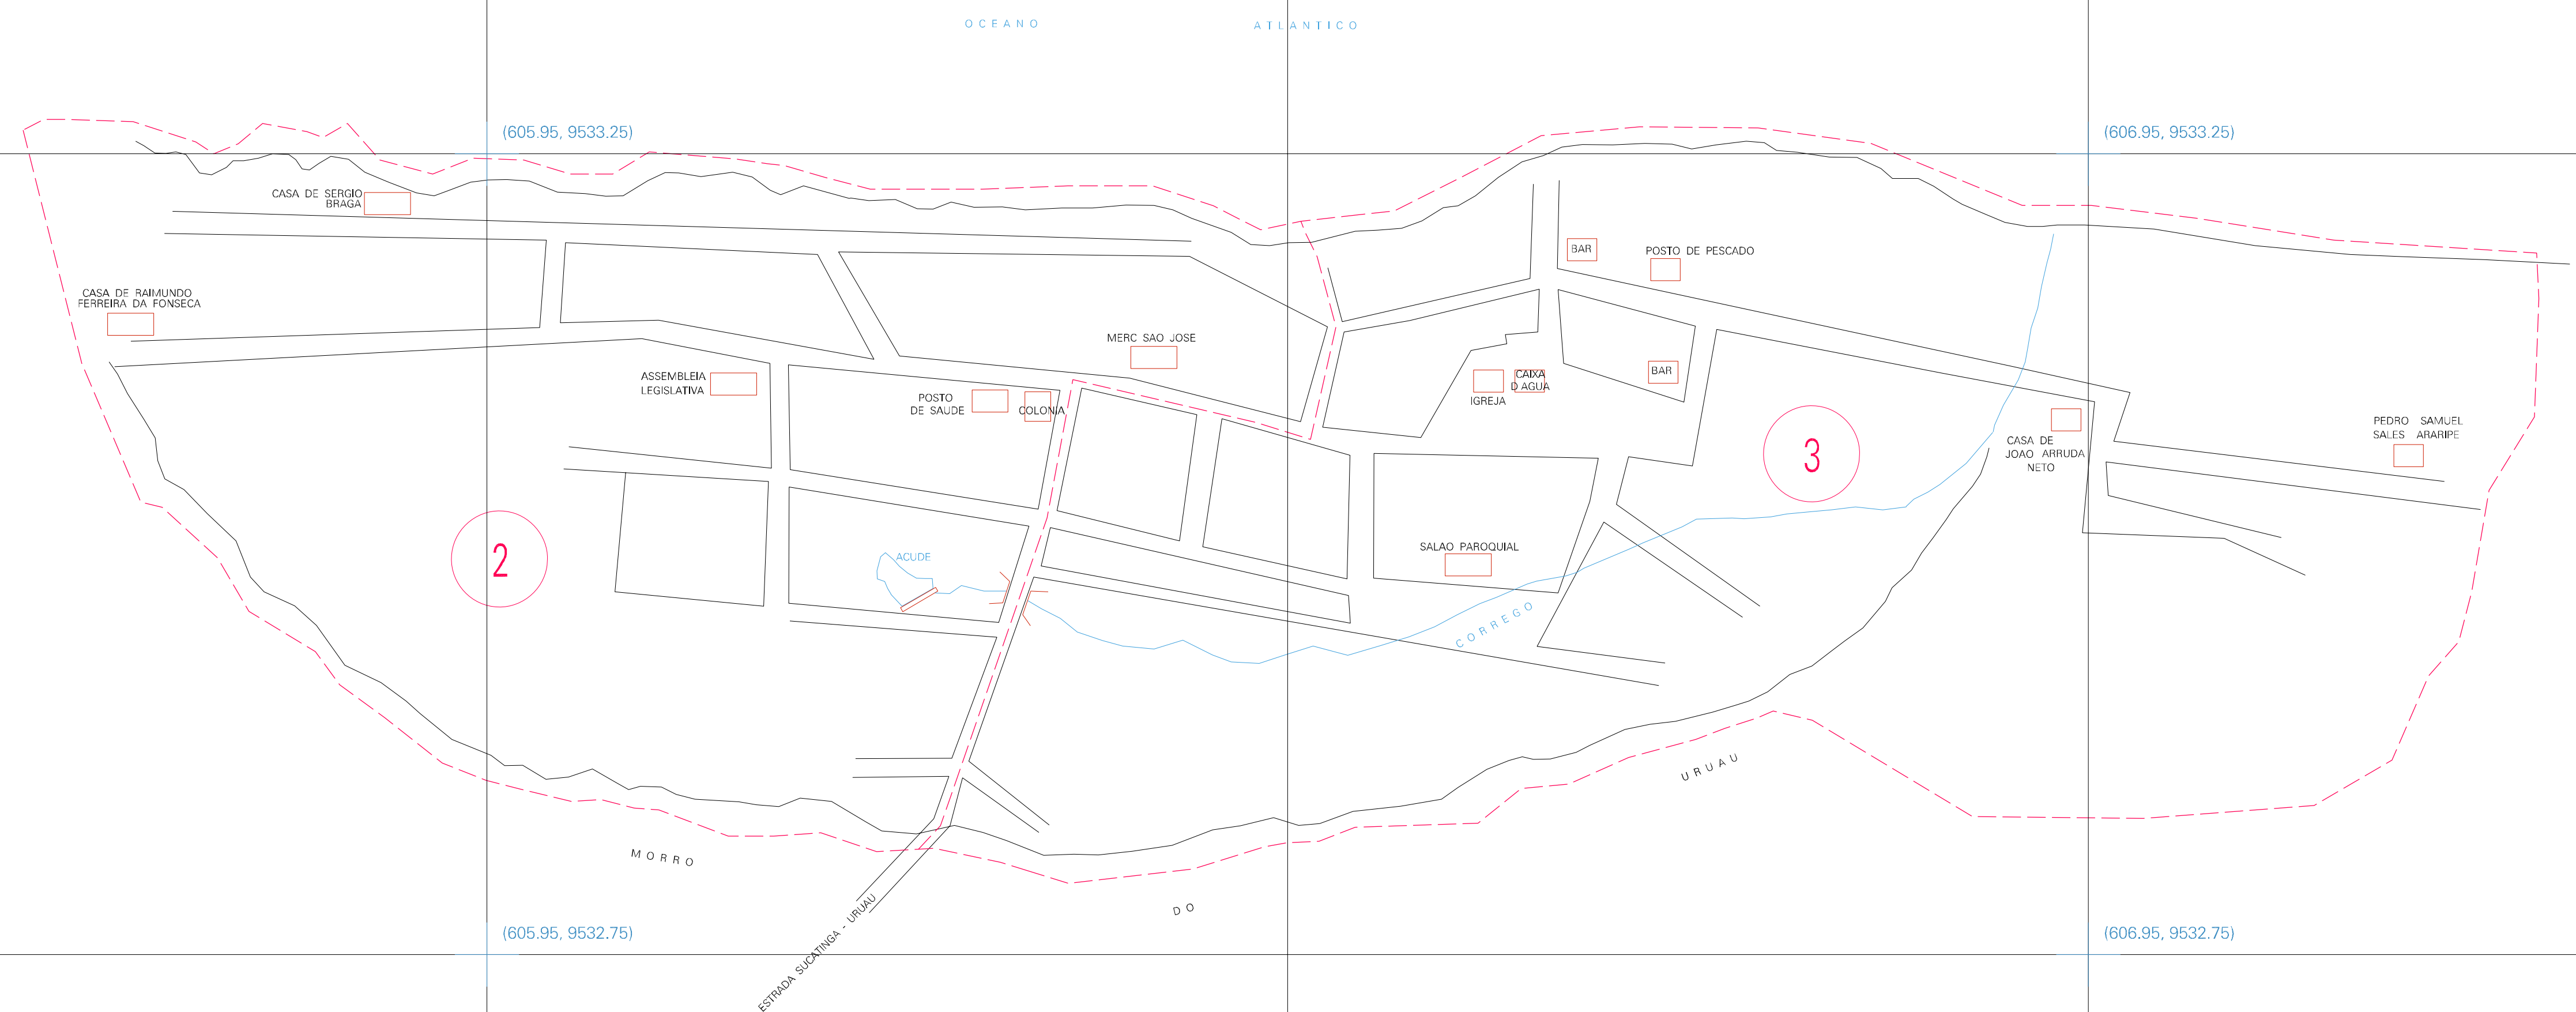 OCEANO ATLANTICO
(605.95, 9533.25)
(606.95, 9533.25)
CASA DE SERGIO
BRAGA
BAR
POSTO DE PESCADO
CASA DE RAIMUNDO
FERREIRA DA FONSECA
MERC SAO JOSE
ASSEMBLEIA
LEGISLATIVA
POSTO
DE SAUDE
COLONIA
IGREJA
CAIXA
D AGUA
BAR
3
CASA DE
JOAO ARRUDA
NETO
PEDRO SAMUEL
SALES ARARIPE
2
ACUDE
SALAO PAROQUIAL
CORREGO
MORRO
DO
URUAU
ESTRADA SUCATINGA - URUAU
(605.95, 9532.75)
(606.95, 9532.75)